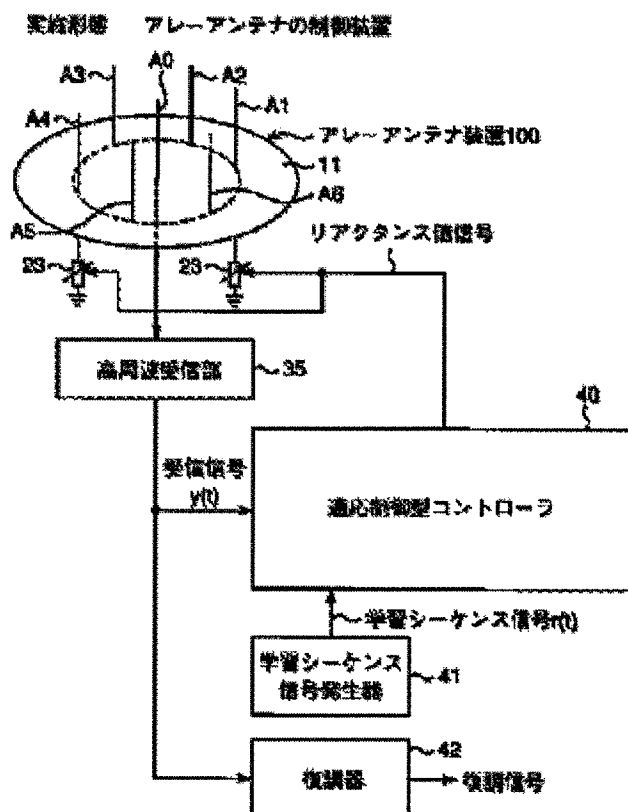 実施形態 アレーアンテナの制御装置
A0
A3
A2
A4
A1
アレーアンテナ装置100
11
A6
A5
リアクタンス値信号
23
23
高周波受信部
35
40
受信信号
y(t)
適応制御型コントローラ
学習シーケンス信号r(t)
学習シーケンス
信号発生器
41
42
復調器
復調信号